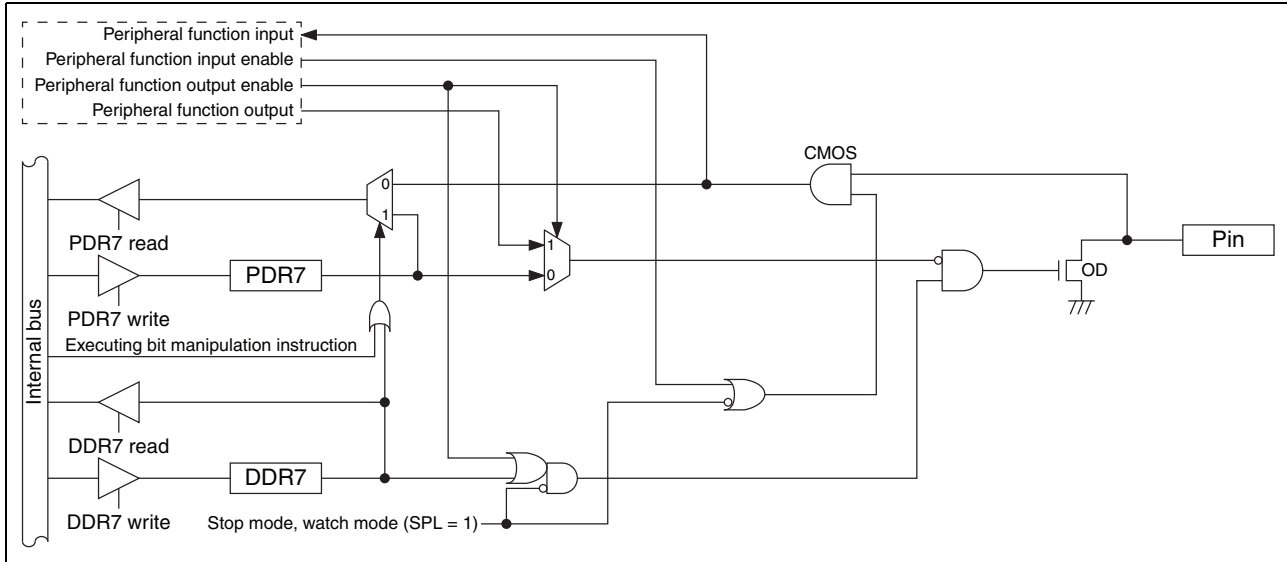 Peripheral function input
Peripheral function input enable
Peripheral function output enable
Peripheral function output
CMOS
0
1
PDR7 read
1
Pin
PDR7
0
OD
PDR7 write
Executing bit manipulation instruction
Internal bus
DDR7 read
DDR7
DDR7 write
Stop mode, watch mode (SPL = 1)